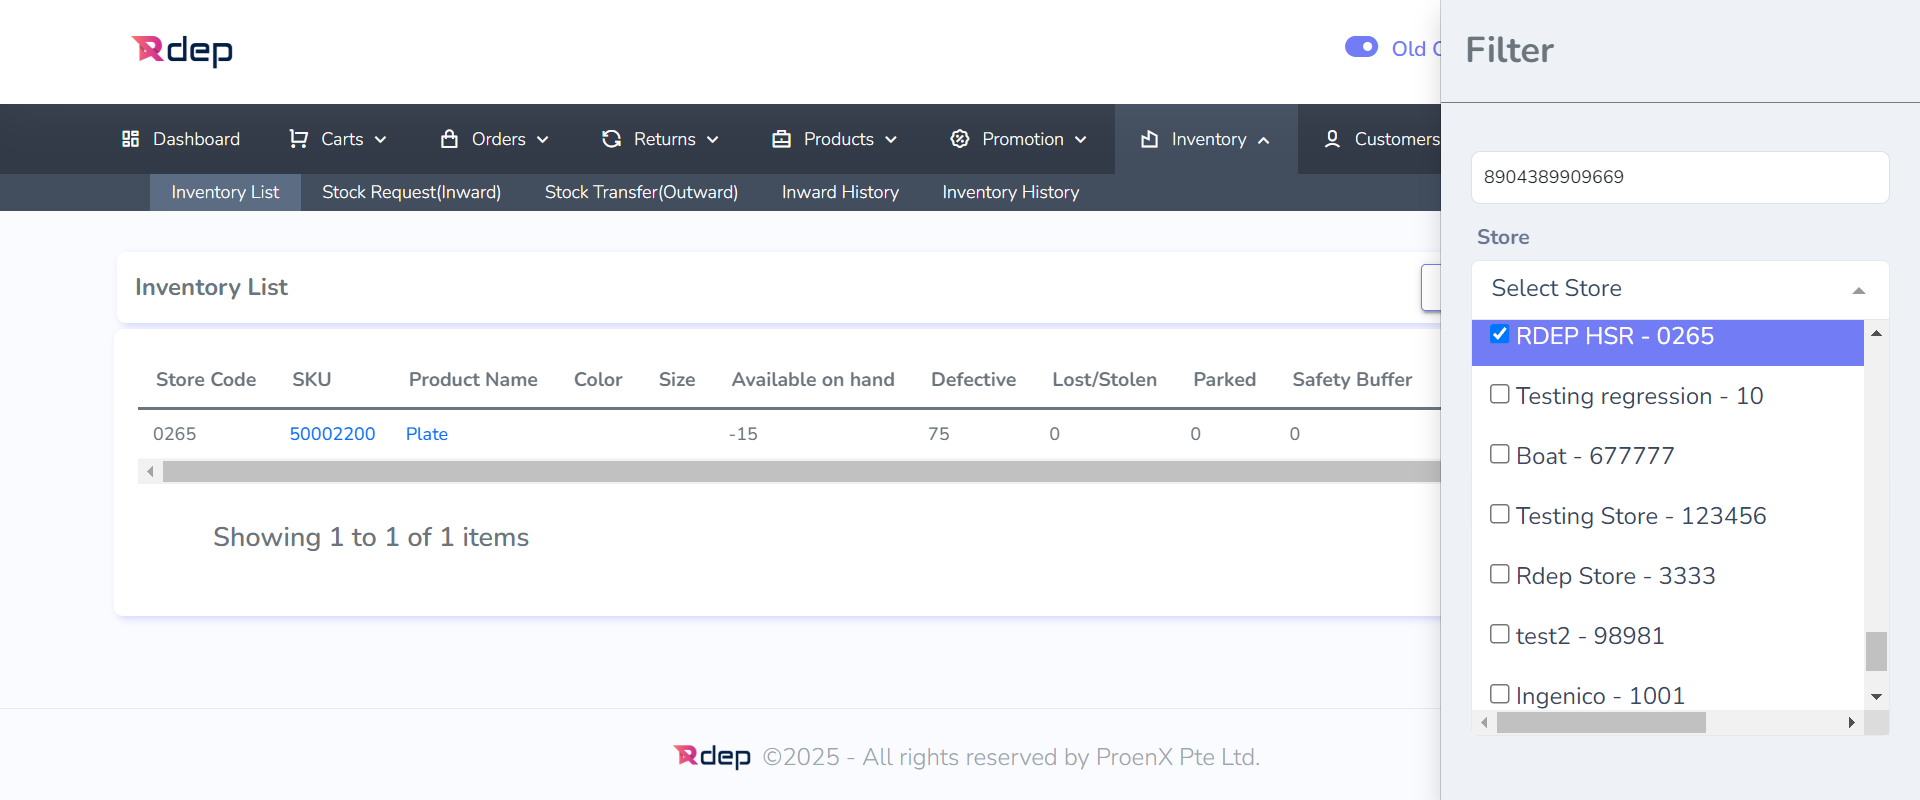 Rdep
Old
Filter
Dashboard Carts Orders Returns Products Promotion Inventory Customers
Inventory List Stock Request(Inward) Stock Transfer(Outward) Inward History Inventory History
8904389909669
Store
Inventory List
Select Store
RDEP HSR - 0265
Store Code SKU Product Name Color Size Available on hand Defective Lost/Stolen Parked Safety Buffer
Testing regression - 10
0265 50002200 Plate -15 75 0 0 0
Boat - 677777
Testing Store - 123456
Showing 1 to 1 of 1 items
Rdep Store - 3333
test2 - 98981
Ingenico - 1001
Rdep ©2025 - All rights reserved by ProenX Pte Ltd.